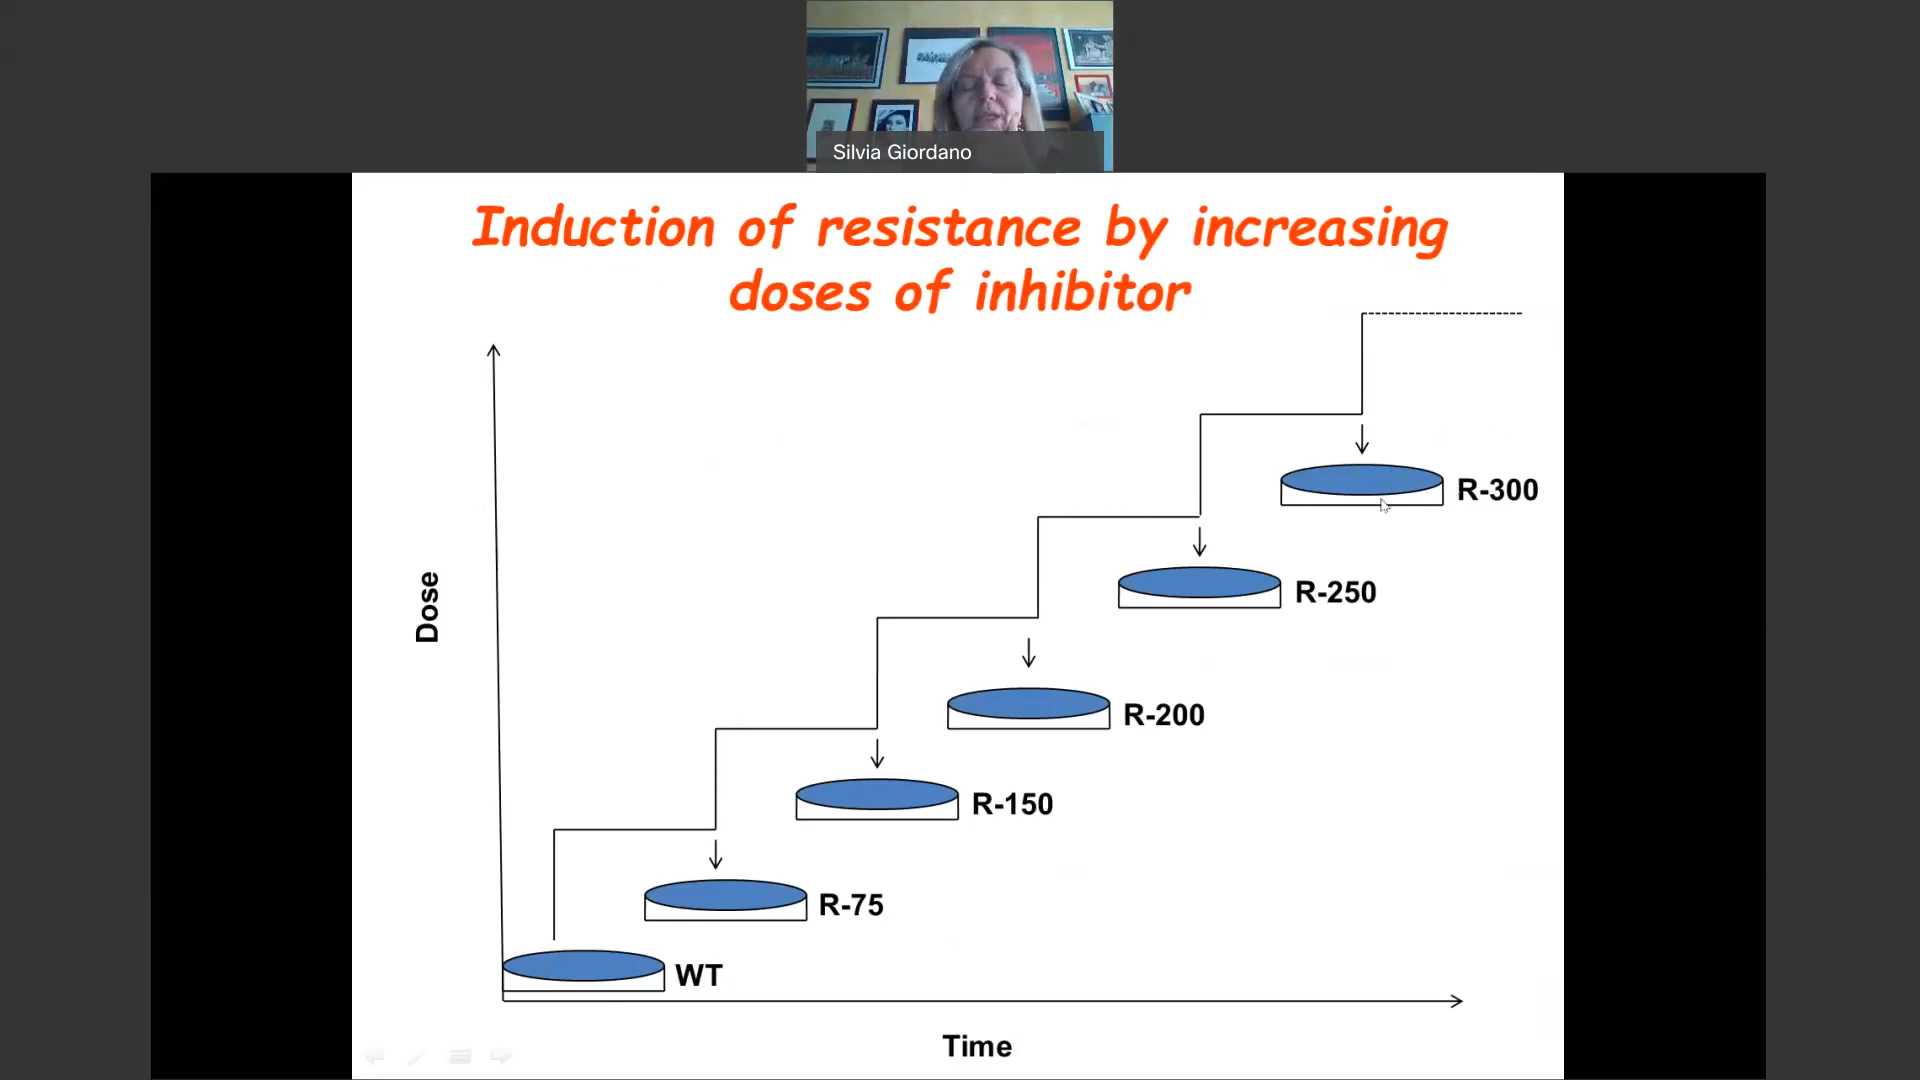 Silvia Giordano
Induction of resistance by increasing
doses of inhibitor
R-300
R-250
Dose
R-200
R-150
R-75
WT
Time